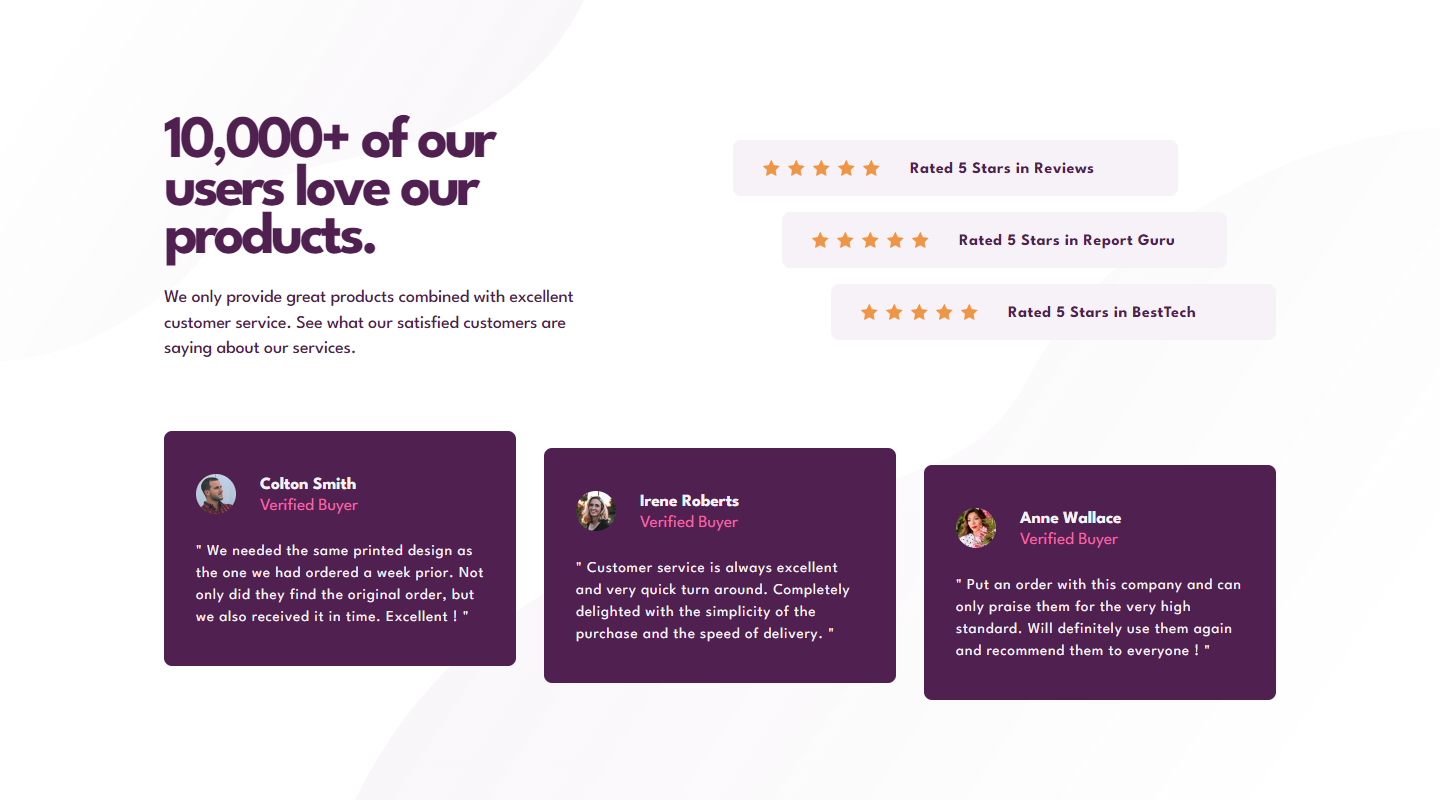 10,000+ of our
users love our
products.
We only provide great products combined with excellent
customer service. See what our satisfied customers are
saying about our services.
Rated 5 Stars in Reviews
Rated 5 Stars in Report Guru
Rated 5 Stars in BestTech
Colton Smith
Verified Buyer
" We needed the same printed design as
the one we had ordered a week prior. Not
only did they find the original order, but
we also received it in time. Excellent ! "
Irene Roberts
Verified Buyer
" Customer service is always excellent
and very quick turn around. Completely
delighted with the simplicity of the
purchase and the speed of delivery. "
Anne Wallace
Verified Buyer
" Put an order with this company and can
only praise them for the very high
standard. Will definitely use them again
and recommend them to everyone ! "